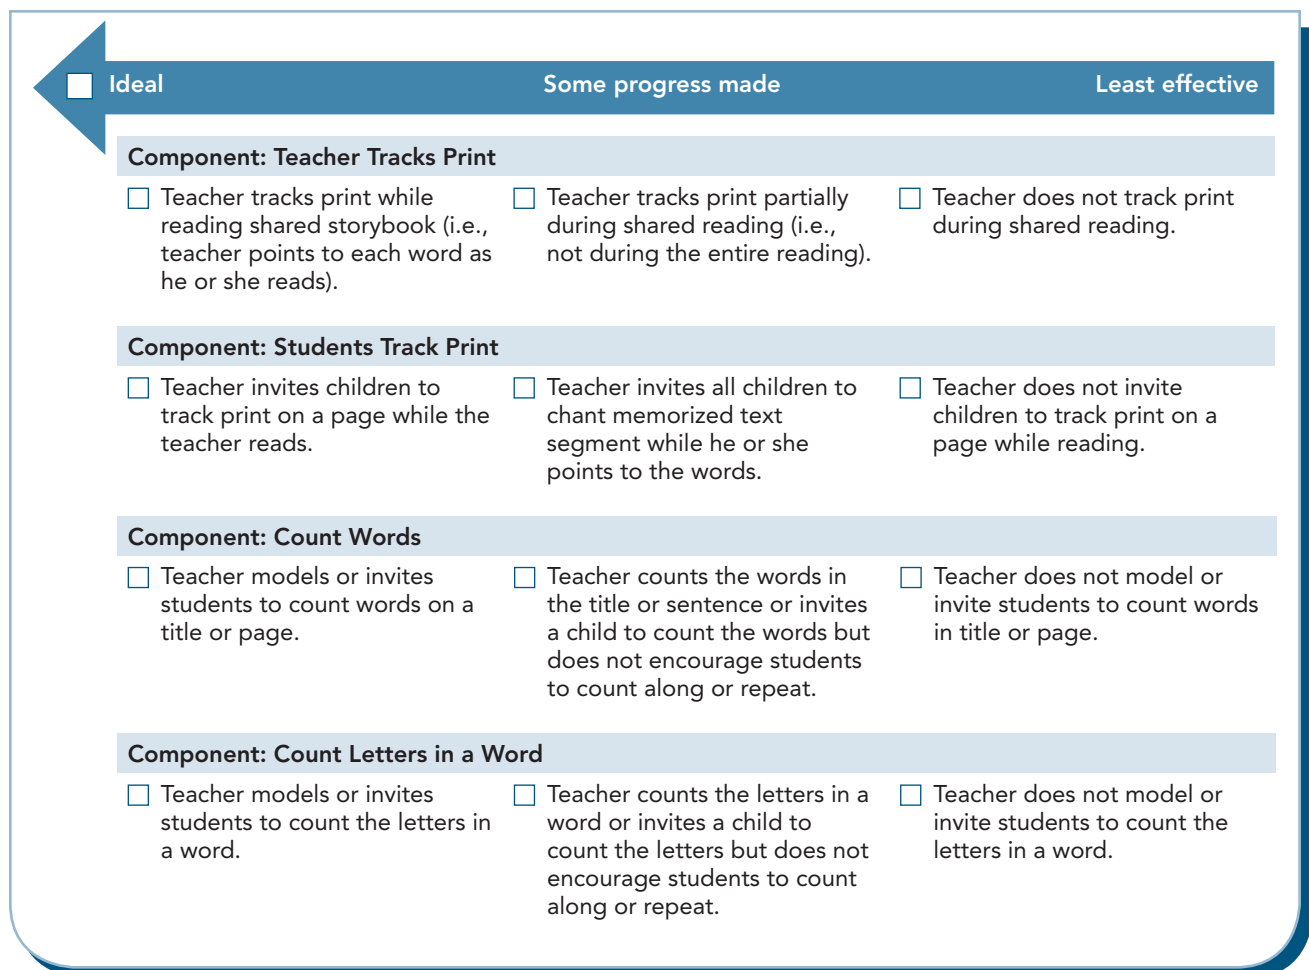 Ideal Some progress made Least effective
Component: Teacher Tracks Print
Teacher tracks print while
reading shared storybook (i.e.,
teacher points to each word as
he or she reads).
Teacher tracks print partially
during shared reading (i.e.,
not during the entire reading).
Teacher does not track print
during shared reading.
Component: Students Track Print
Teacher invites children to
track print on a page while the
teacher reads.
Teacher invites all children to
chant memorized text
segment while he or she
points to the words.
Teacher does not invite
children to track print on a
page while reading.
Component: Count Words
Teacher models or invites
students to count words on a
title or page.
Teacher counts the words in
the title or sentence or invites
a child to count the words but
does not encourage students
to count along or repeat.
Teacher does not model or
invite students to count words
in title or page.
Component: Count Letters in a Word
Teacher models or invites
students to count the letters in
a word.
Teacher counts the letters in a
word or invites a child to
count the letters but does not
encourage students to count
along or repeat.
Teacher does not model or
invite students to count the
letters in a word.